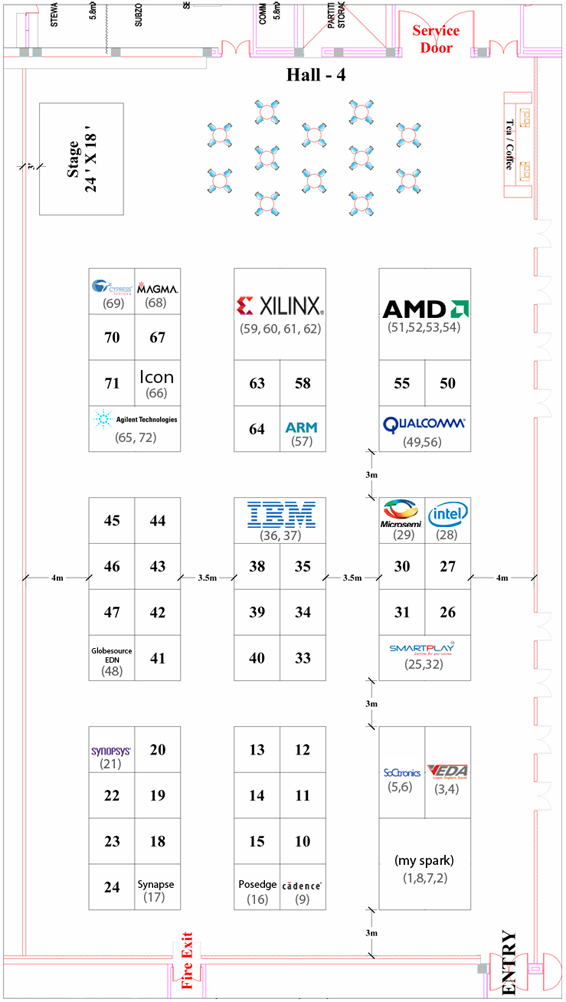 STEWA
5.8mX
SUBZO
SE
COMM
5.8mX
PARTITI
STORAG
Service
Door
Hall - 4
Stage
24 ' X 18 '
3'
Tea / Coffee
CYPRESS
(69)
MAGMA
(68)
XILINX®
(59, 60, 61, 62)
AMD
(51,52,53,54)
70
67
71
Icon
(66)
63
58
55
50
Agilent Technologies
(65, 72)
64
ARM
(57)
QUALCOMM
(49,56)
3m
45
44
IBM
(36, 37)
Microsemi
(29)
intel
(28)
46
43
38
35
30
27
4m
3.5m
3.5m
4m
47
42
39
34
31
26
Globesource
EDN
(48)
41
40
33
SMARTPLAY
(25,32)
3m
SYNOPSYS®
(21)
20
13
12
SoCtronics
(5,6)
VEDA
(3,4)
22
19
14
11
23
18
15
10
(my spark)
(1,8,7,2)
24
Synapse
(17)
Posedge
(16)
cādence
(9)
3m
Fire Exit
ENTRY